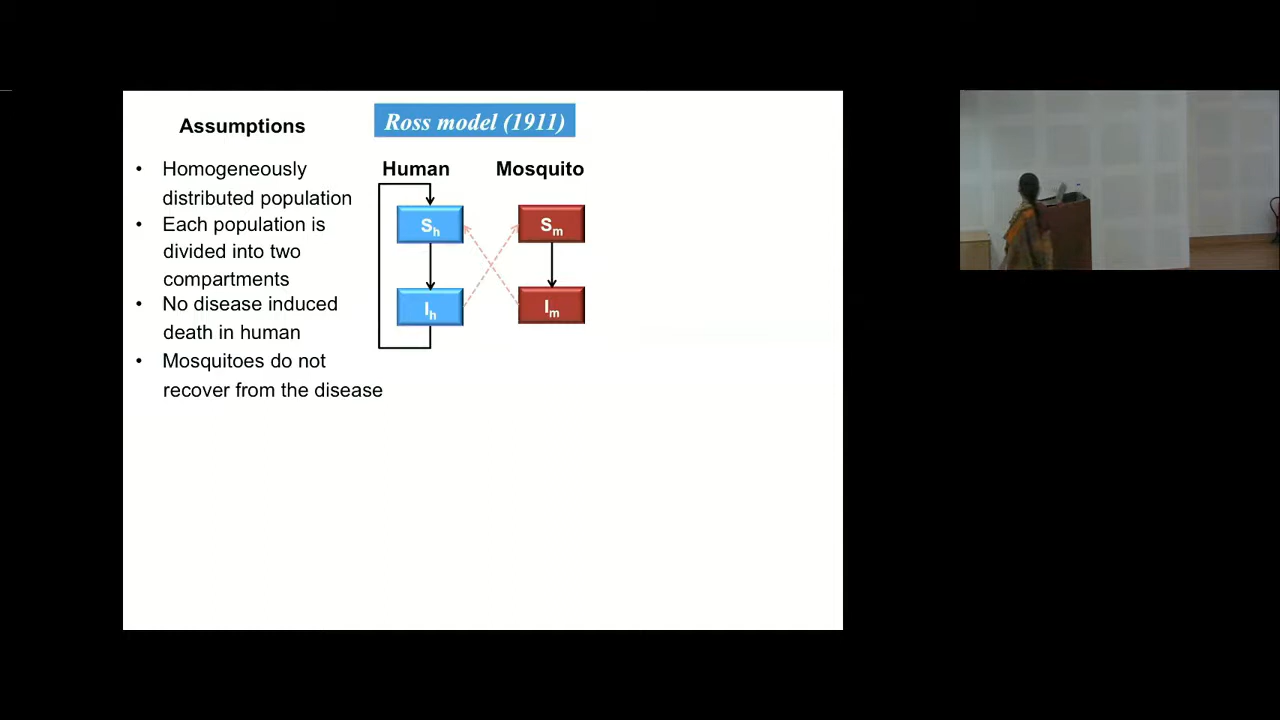 Assumptions
• Homogeneously
distributed population
• Each population is
divided into two
compartments
• No disease induced
death in human
• Mosquitoes do not
recover from the disease
Ross model (1911)
Human Mosquito
Sh Sm
Ih Im